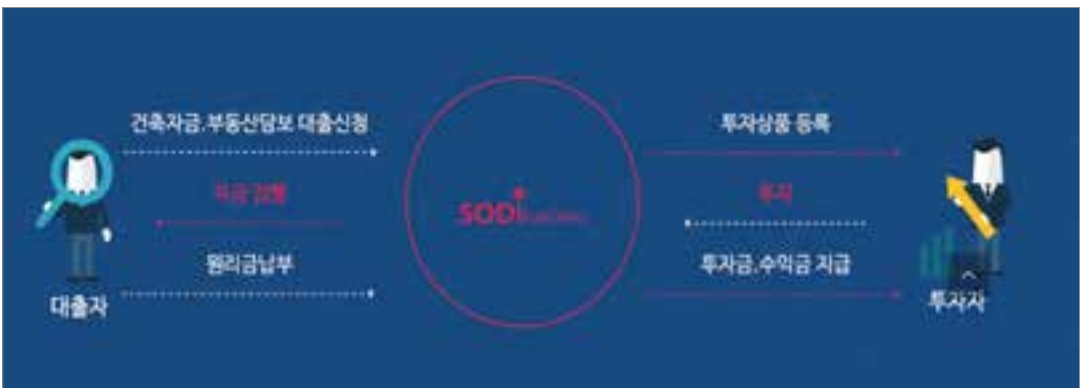 건축자금.부동산담보 대출신청
투자상품 등록
자금집행
투자
SODi
원리금납부
투자금.수익금 지급
대출자
투자자